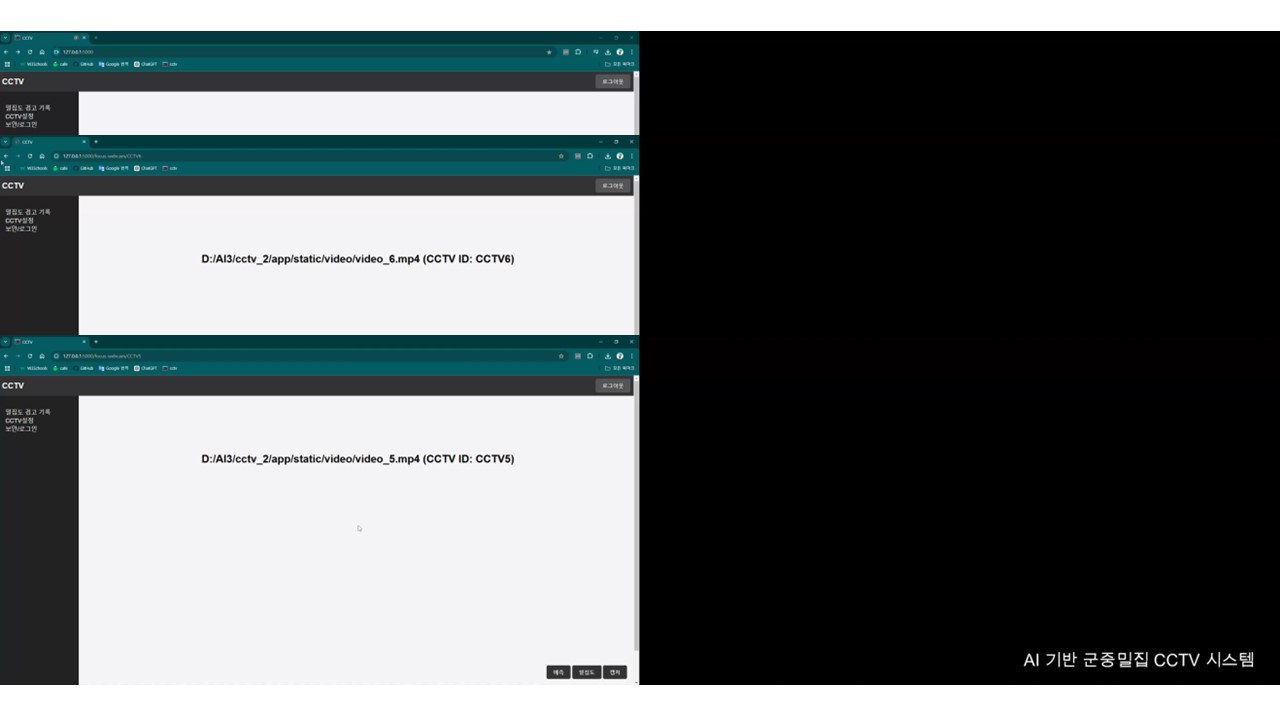 CCTV
127.0.0.1:5000
W3Schools cafe GitHub Google 번역 ChatGPT cctv 모든 북마크
CCTV 로그아웃
밀집도 경고 기록
CCTV설정
보안/로그인
CCTV
127.0.0.1:5000/focus-webcam/CCTV6
W3Schools cafe GitHub Google 번역 ChatGPT cctv 모든 북마크
CCTV 로그아웃
밀집도 경고 기록
CCTV설정
보안/로그인
D:/AI3/cctv_2/app/static/video/video_6.mp4 (CCTV ID: CCTV6)
CCTV
127.0.0.1:5000/focus-webcam/CCTV5
W3Schools cafe GitHub Google 번역 ChatGPT cctv 모든 북마크
CCTV 로그아웃
밀집도 경고 기록
CCTV설정
보안/로그인
D:/AI3/cctv_2/app/static/video/video_5.mp4 (CCTV ID: CCTV5)
밀집도
AI 기반 군중밀집 CCTV 시스템